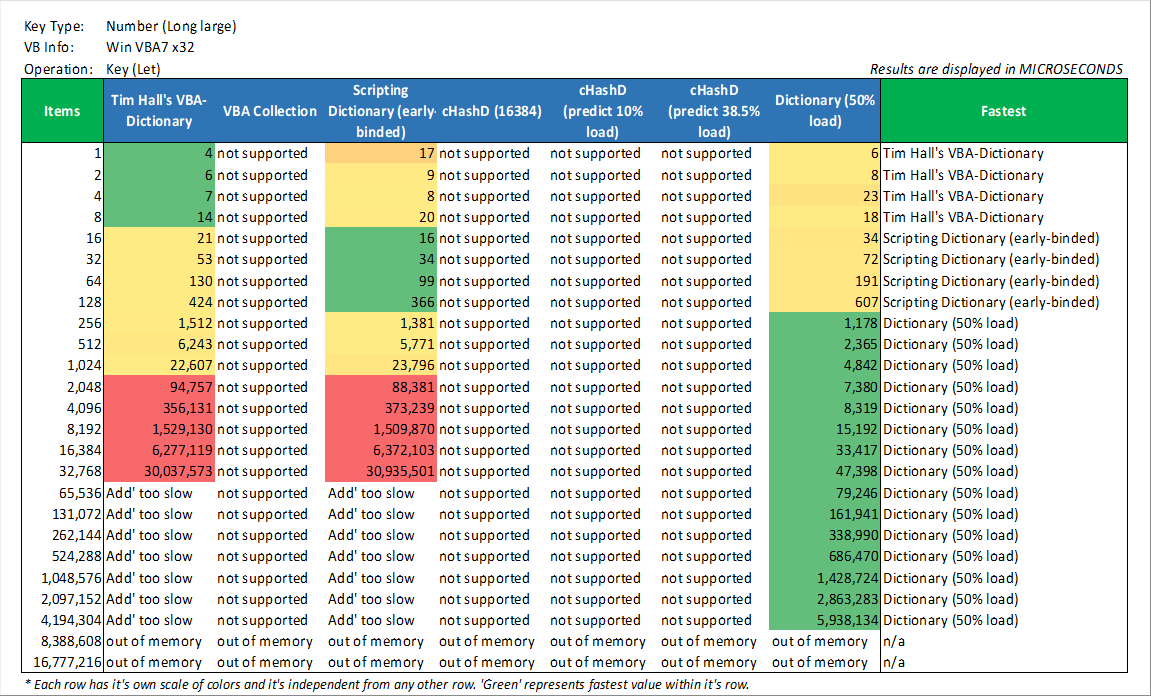 Key Type: Number (Long large)
VB Info: Win VBA7 x32
Operation: Key (Let) Results are displayed in MICROSECONDS
Items Tim Hall's VBA-Dictionary VBA Collection Scripting Dictionary (early-binded) cHashD (16384) cHashD (predict 10% load) cHashD (predict 38.5% load) Dictionary (50% load) Fastest
1 4 not supported 17 not supported not supported not supported 6 Tim Hall's VBA-Dictionary
2 6 not supported 9 not supported not supported not supported 8 Tim Hall's VBA-Dictionary
4 7 not supported 8 not supported not supported not supported 23 Tim Hall's VBA-Dictionary
8 14 not supported 20 not supported not supported not supported 18 Tim Hall's VBA-Dictionary
16 21 not supported 16 not supported not supported not supported 34 Scripting Dictionary (early-binded)
32 53 not supported 34 not supported not supported not supported 72 Scripting Dictionary (early-binded)
64 130 not supported 99 not supported not supported not supported 191 Scripting Dictionary (early-binded)
128 424 not supported 366 not supported not supported not supported 607 Scripting Dictionary (early-binded)
256 1,512 not supported 1,381 not supported not supported not supported 1,178 Dictionary (50% load)
512 6,243 not supported 5,771 not supported not supported not supported 2,365 Dictionary (50% load)
1,024 22,607 not supported 23,796 not supported not supported not supported 4,842 Dictionary (50% load)
2,048 94,757 not supported 88,381 not supported not supported not supported 7,380 Dictionary (50% load)
4,096 356,131 not supported 373,239 not supported not supported not supported 8,319 Dictionary (50% load)
8,192 1,529,130 not supported 1,509,870 not supported not supported not supported 15,192 Dictionary (50% load)
16,384 6,277,119 not supported 6,372,103 not supported not supported not supported 33,417 Dictionary (50% load)
32,768 30,037,573 not supported 30,935,501 not supported not supported not supported 47,398 Dictionary (50% load)
65,536 Add' too slow not supported Add' too slow not supported not supported not supported 79,246 Dictionary (50% load)
131,072 Add' too slow not supported Add' too slow not supported not supported not supported 161,941 Dictionary (50% load)
262,144 Add' too slow not supported Add' too slow not supported not supported not supported 338,990 Dictionary (50% load)
524,288 Add' too slow not supported Add' too slow not supported not supported not supported 686,470 Dictionary (50% load)
1,048,576 Add' too slow not supported Add' too slow not supported not supported not supported 1,428,724 Dictionary (50% load)
2,097,152 Add' too slow not supported Add' too slow not supported not supported not supported 2,863,283 Dictionary (50% load)
4,194,304 Add' too slow not supported Add' too slow not supported not supported not supported 5,938,134 Dictionary (50% load)
8,388,608 out of memory out of memory out of memory out of memory out of memory out of memory out of memory n/a
16,777,216 out of memory out of memory out of memory out of memory out of memory out of memory out of memory n/a
* Each row has it's own scale of colors and it's independent from any other row. 'Green' represents fastest value within it's row.